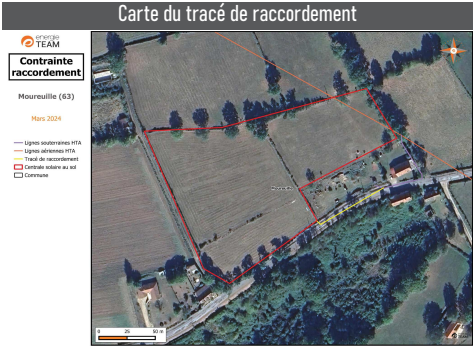 Carte du tracé de raccordement
energie
TEAM
Contrainte
raccordement
Moureuille (63)
Mars 2024
Lignes souterraines HTA
Lignes aériennes HTA
Tracé de raccordement
Centrale solaire au sol
Commune
Moureuille
0 25 50 m